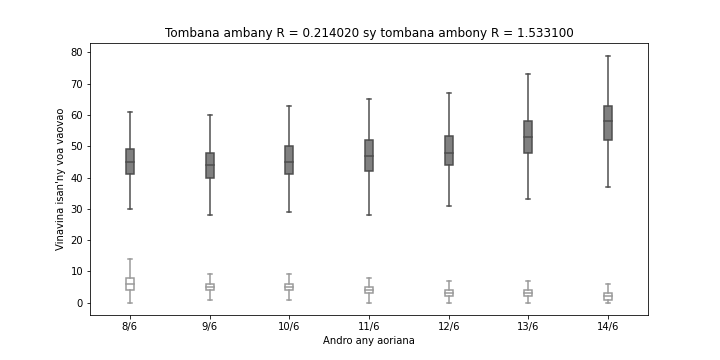 Tombana ambany R = 0.214020 sy tombana ambony R = 1.533100
Vinavina isan'ny voa vaovao
80
70
60
50
40
30
20
10
0
8/6 9/6 10/6 11/6 12/6 13/6 14/6
Andro any aoriana